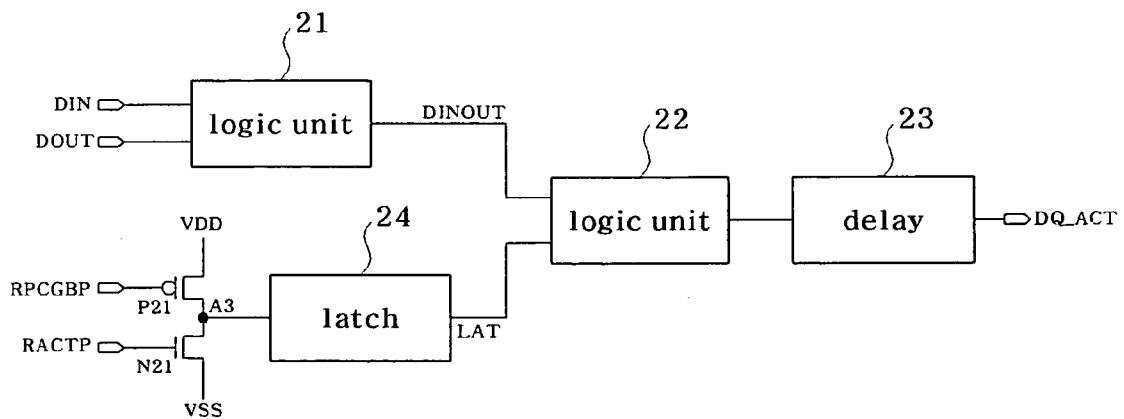 21
DIN
DOUT
logic unit
DINOUT
22
logic unit
23
delay
DQ_ACT
VDD
24
RPCGBP
P21
A3
latch
LAT
RACTP
N21
VSS